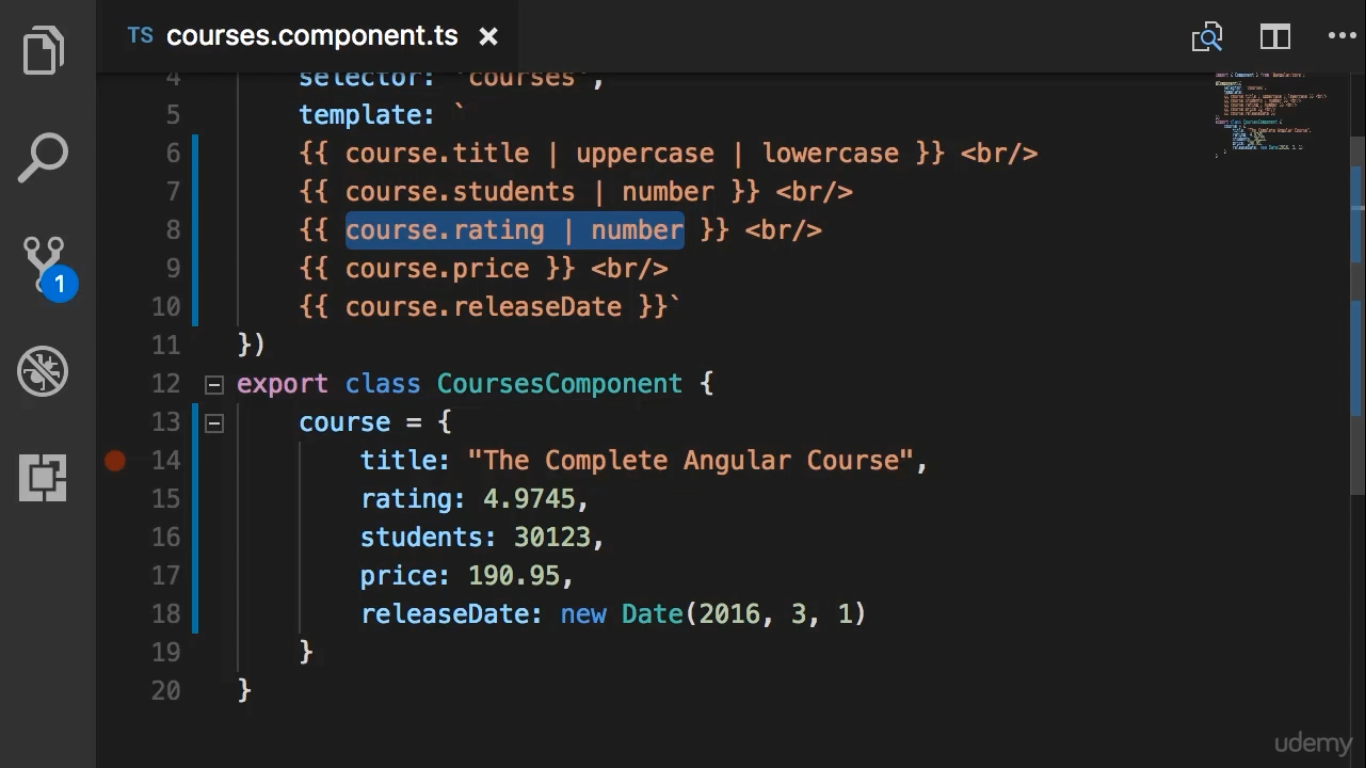 TS courses.component.ts ×
4 selector: `courses`,
5 template: `
6 {{ course.title | uppercase | lowercase }} <br/>
7 {{ course.students | number }} <br/>
8 {{ course.rating | number }} <br/>
9 {{ course.price }} <br/>
10 {{ course.releaseDate }}`
11 })
12 export class CoursesComponent {
13 course = {
14 title: "The Complete Angular Course",
15 rating: 4.9745,
16 students: 30123,
17 price: 190.95,
18 releaseDate: new Date(2016, 3, 1)
19 }
20 }
1
udemy